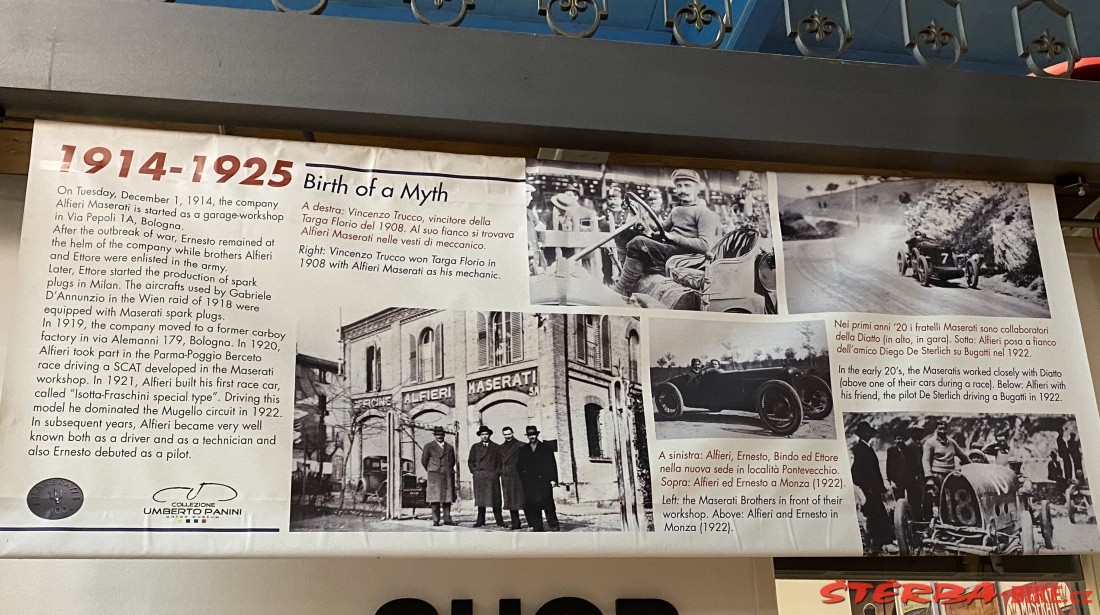 1914-1925
Birth of a Myth
On Tuesday, December 1, 1914, the company
Alfieri Maserati is started as a garage-workshop
in Via Pepoli 1A, Bologna.
After the outbreak of war, Ernesto remained at
the helm of the company while brothers Alfieri
and Ettore were enlisted in the army.
Later, Ettore started the production of spark
plugs in Milan. The aircrafts used by Gabriele
D'Annunzio in the Wien raid of 1918 were
equipped with Maserati spark plugs.
In 1919, the company moved to a former carboy
factory in via Alemanni 179, Bologna. In 1920,
Alfieri took part in the Parma-Poggio Berceto
race driving a SCAT developed in the Maserati
workshop. In 1921, Alfieri built his first race car,
called "Isotta-Fraschini special type". Driving this
model he dominated the Mugello circuit in 1922.
In subsequent years, Alfieri became very well
known both as a driver and as a technician and
also Ernesto debuted as a pilot.
COLLEZIONE
UMBERTO PANINI
MOTOR MUSEUM
A destra: Vincenzo Trucco, vincitore della
Targa Florio del 1908. Al suo fianco si trovava
Alfieri Maserati nelle vesti di meccanico.
Right: Vincenzo Trucco won Targa Florio in
1908 with Alfieri Maserati as his mechanic.
OFFICINE ALFIERI MASERATI
7
A sinistra: Alfieri, Ernesto, Bindo ed Ettore
nella nuova sede in località Pontevecchio.
Sopra: Alfieri ed Ernesto a Monza (1922).
Left: the Maserati Brothers in front of their
workshop. Above: Alfieri and Ernesto in
Monza (1922).
Nei primi anni '20 i fratelli Maserati sono collaboratori
della Diatto (in alto, in gara). Sotto: Alfieri posa a fianco
dell'amico Diego De Sterlich su Bugatti nel 1922.
In the early 20's, the Maseratis worked closely with Diatto
(above one of their cars during a race). Below: Alfieri with
his friend, the pilot De Sterlich driving a Bugatti in 1922.
18
SHOP
STERBA-BIKE.cz